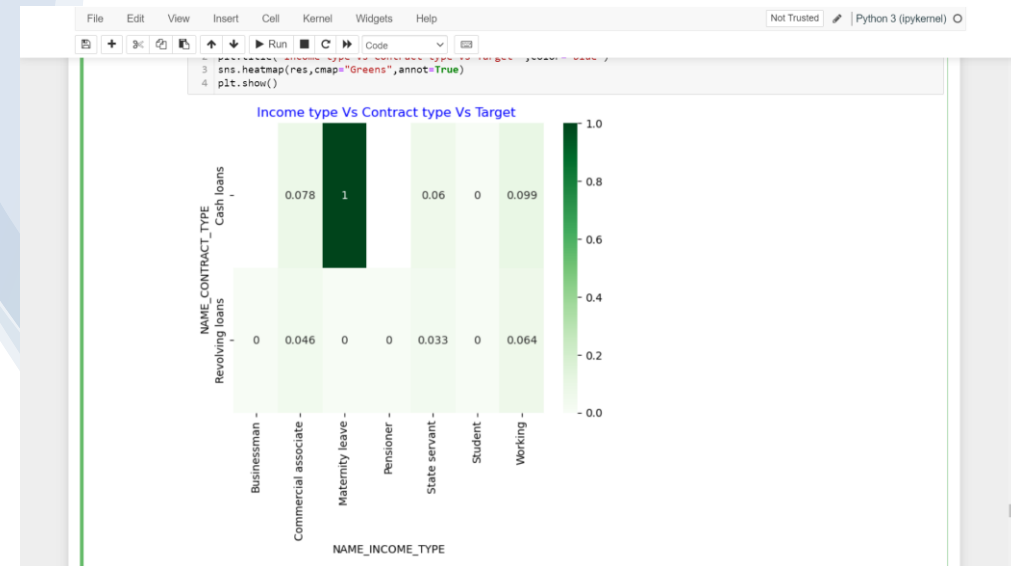 File Edit View Insert Cell Kernel Widgets Help
Not Trusted Python 3 (ipykernel)
Run Code
3 sns.heatmap(res,cmap="Greens",annot=True)
4 plt.show()
Income type Vs Contract type Vs Target
1.0
0.8
0.6
0.4
0.2
0.0
NAME_CONTRACT_TYPE
Cash loans
0.078 1 0.06 0 0.099
Revolving loans
0 0.046 0 0 0.033 0 0.064
Businessman
Commercial associate
Maternity leave
Pensioner
State servant
Student
Working
NAME_INCOME_TYPE